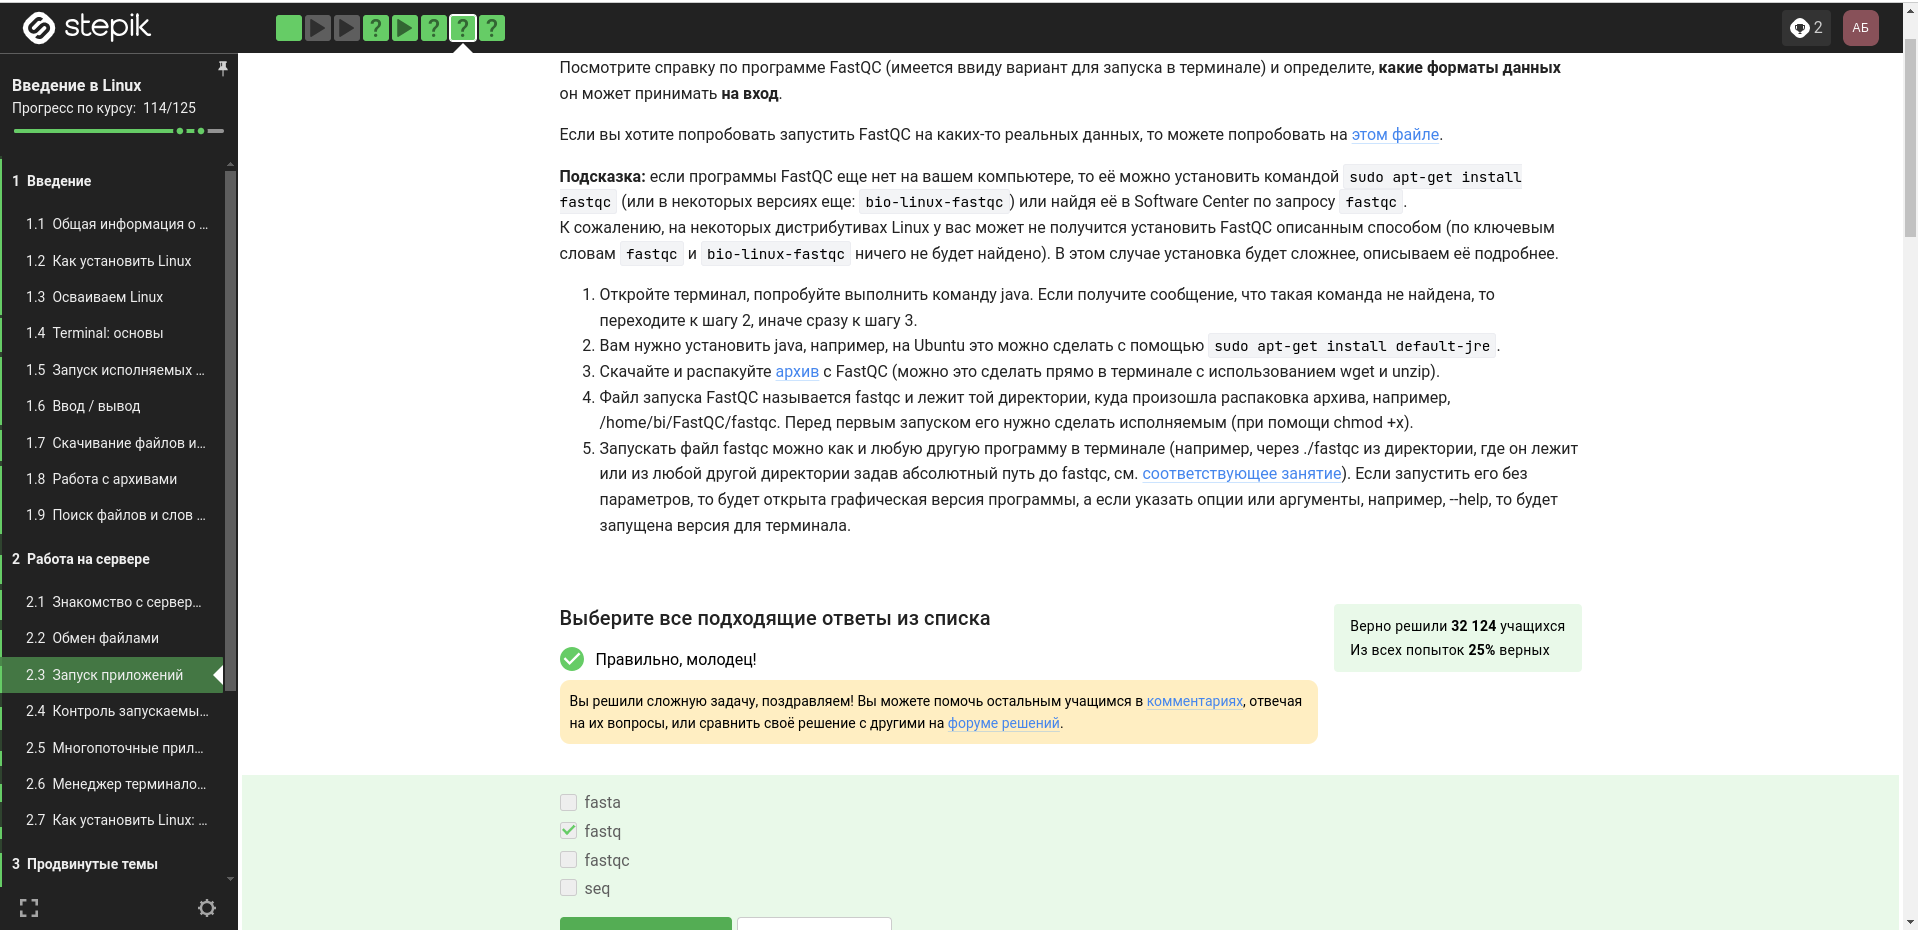 stepik
? ? ? ?
2
АБ
Введение в Linux
Прогресс по курсу: 114/125
1 Введение
1.1 Общая информация о ...
1.2 Как установить Linux
1.3 Осваиваем Linux
1.4 Terminal: основы
1.5 Запуск исполняемых ...
1.6 Ввод / вывод
1.7 Скачивание файлов и...
1.8 Работа с архивами
1.9 Поиск файлов и слов ...
2 Работа на сервере
2.1 Знакомство с сервер...
2.2 Обмен файлами
2.3 Запуск приложений
2.4 Контроль запускаемы...
2.5 Многопоточные прил...
2.6 Менеджер терминало...
2.7 Как установить Linux: ...
3 Продвинутые темы
Посмотрите справку по программе FastQC (имеется ввиду вариант для запуска в терминале) и определите, какие форматы данных
он может принимать на вход.
Если вы хотите попробовать запустить FastQC на каких-то реальных данных, то можете попробовать на этом файле.
Подсказка: если программы FastQC еще нет на вашем компьютере, то её можно установить командой sudo apt-get install
fastqc (или в некоторых версиях еще: bio-linux-fastqc ) или найдя её в Software Center по запросу fastqc .
К сожалению, на некоторых дистрибутивах Linux у вас может не получится установить FastQC описанным способом (по ключевым
словам fastqc и bio-linux-fastqc ничего не будет найдено). В этом случае установка будет сложнее, описываем её подробнее.
1. Откройте терминал, попробуйте выполнить команду java. Если получите сообщение, что такая команда не найдена, то
переходите к шагу 2, иначе сразу к шагу 3.
2. Вам нужно установить java, например, на Ubuntu это можно сделать с помощью sudo apt-get install default-jre .
3. Скачайте и распакуйте архив с FastQC (можно это сделать прямо в терминале с использованием wget и unzip).
4. Файл запуска FastQC называется fastqc и лежит той директории, куда произошла распаковка архива, например,
/home/bi/FastQC/fastqc. Перед первым запуском его нужно сделать исполняемым (при помощи chmod +x).
5. Запускать файл fastqc можно как и любую другую программу в терминале (например, через ./fastqc из директории, где он лежит
или из любой другой директории задав абсолютный путь до fastqc, см. соответствующее занятие). Если запустить его без
параметров, то будет открыта графическая версия программы, а если указать опции или аргументы, например, --help, то будет
запущена версия для терминала.
Выберите все подходящие ответы из списка
Верно решили 32 124 учащихся
Из всех попыток 25% верных
Правильно, молодец!
Вы решили сложную задачу, поздравляем! Вы можете помочь остальным учащимся в комментариях, отвечая
на их вопросы, или сравнить своё решение с другими на форуме решений.
fasta
fastq
fastqc
seq